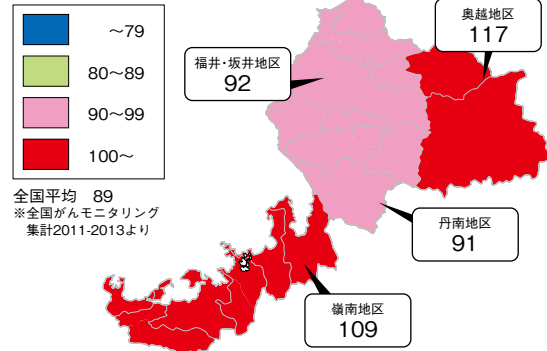 ～79
80～89
90～99
100～
全国平均 89
※全国がんモニタリング
集計2011-2013より
福井・坂井地区
92
奥越地区
117
丹南地区
91
嶺南地区
109